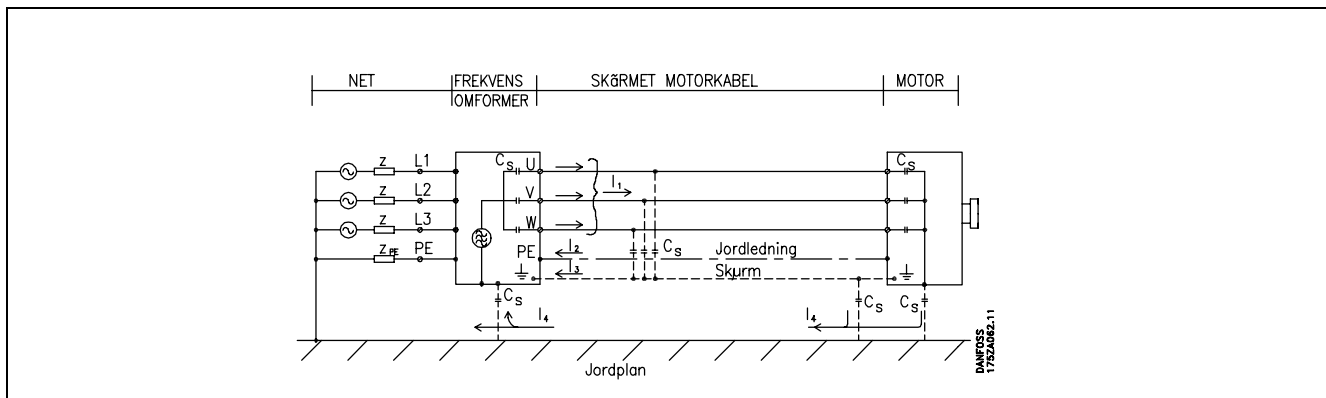 NET
FREKVENS
OMFORMER
SKäRMET MOTORKABEL
MOTOR
Z L1
Z L2
Z L3
Z PE PE
CS U
V
W
PE
I1
I2
I3
CS
Jordledning
Skµrm
CS
CS
I4
I4
CS
CS
Jordplan
DANFOSS
175ZA062.11